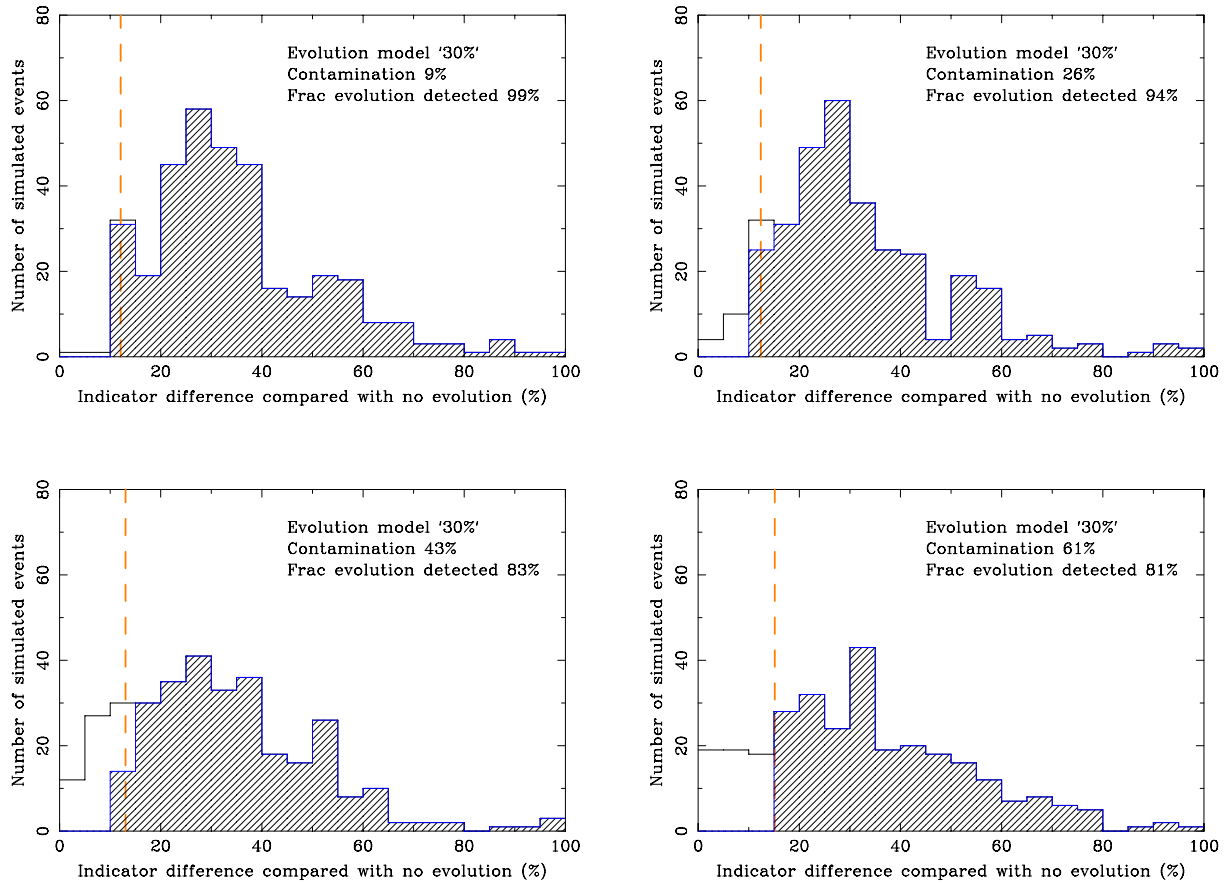 Evolution model '30%'
Contamination 9%
Frac evolution detected 99%
Number of simulated events
0 20 40 60 80
0 20 40 60 80 100
Indicator difference compared with no evolution (%)
Evolution model '30%'
Contamination 26%
Frac evolution detected 94%
Number of simulated events
0 20 40 60 80
0 20 40 60 80 100
Indicator difference compared with no evolution (%)
Evolution model '30%'
Contamination 43%
Frac evolution detected 83%
Number of simulated events
0 20 40 60 80
0 20 40 60 80 100
Indicator difference compared with no evolution (%)
Evolution model '30%'
Contamination 61%
Frac evolution detected 81%
Number of simulated events
0 20 40 60 80
0 20 40 60 80 100
Indicator difference compared with no evolution (%)